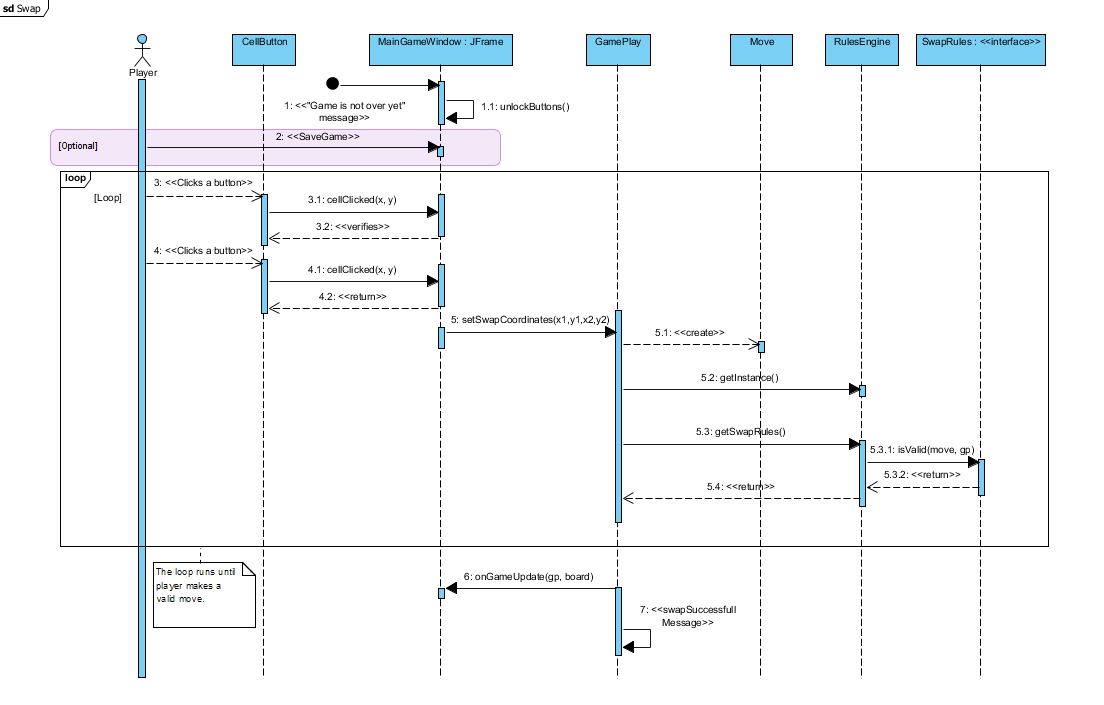 sd Swap
Player
CellButton
MainGameWindow : JFrame
GamePlay
Move
RulesEngine
SwapRules : <<interface>>
1: <<"Game is not over yet"
message>>
1.1: unlockButtons()
[Optional]
2: <<SaveGame>>
loop
[Loop]
3: <<Clicks a button>>
3.1: cellClicked(x, y)
3.2: <<verifies>>
4: <<Clicks a button>>
4.1: cellClicked(x, y)
4.2: <<return>>
5: setSwapCoordinates(x1,y1,x2,y2)
5.1: <<create>>
5.2: getInstance()
5.3: getSwapRules()
5.3.1: isValid(move, gp)
5.3.2: <<return>>
5.4: <<return>>
The loop runs until
player makes a
valid move.
6: onGameUpdate(gp, board)
7: <<swapSuccessfull
Message>>